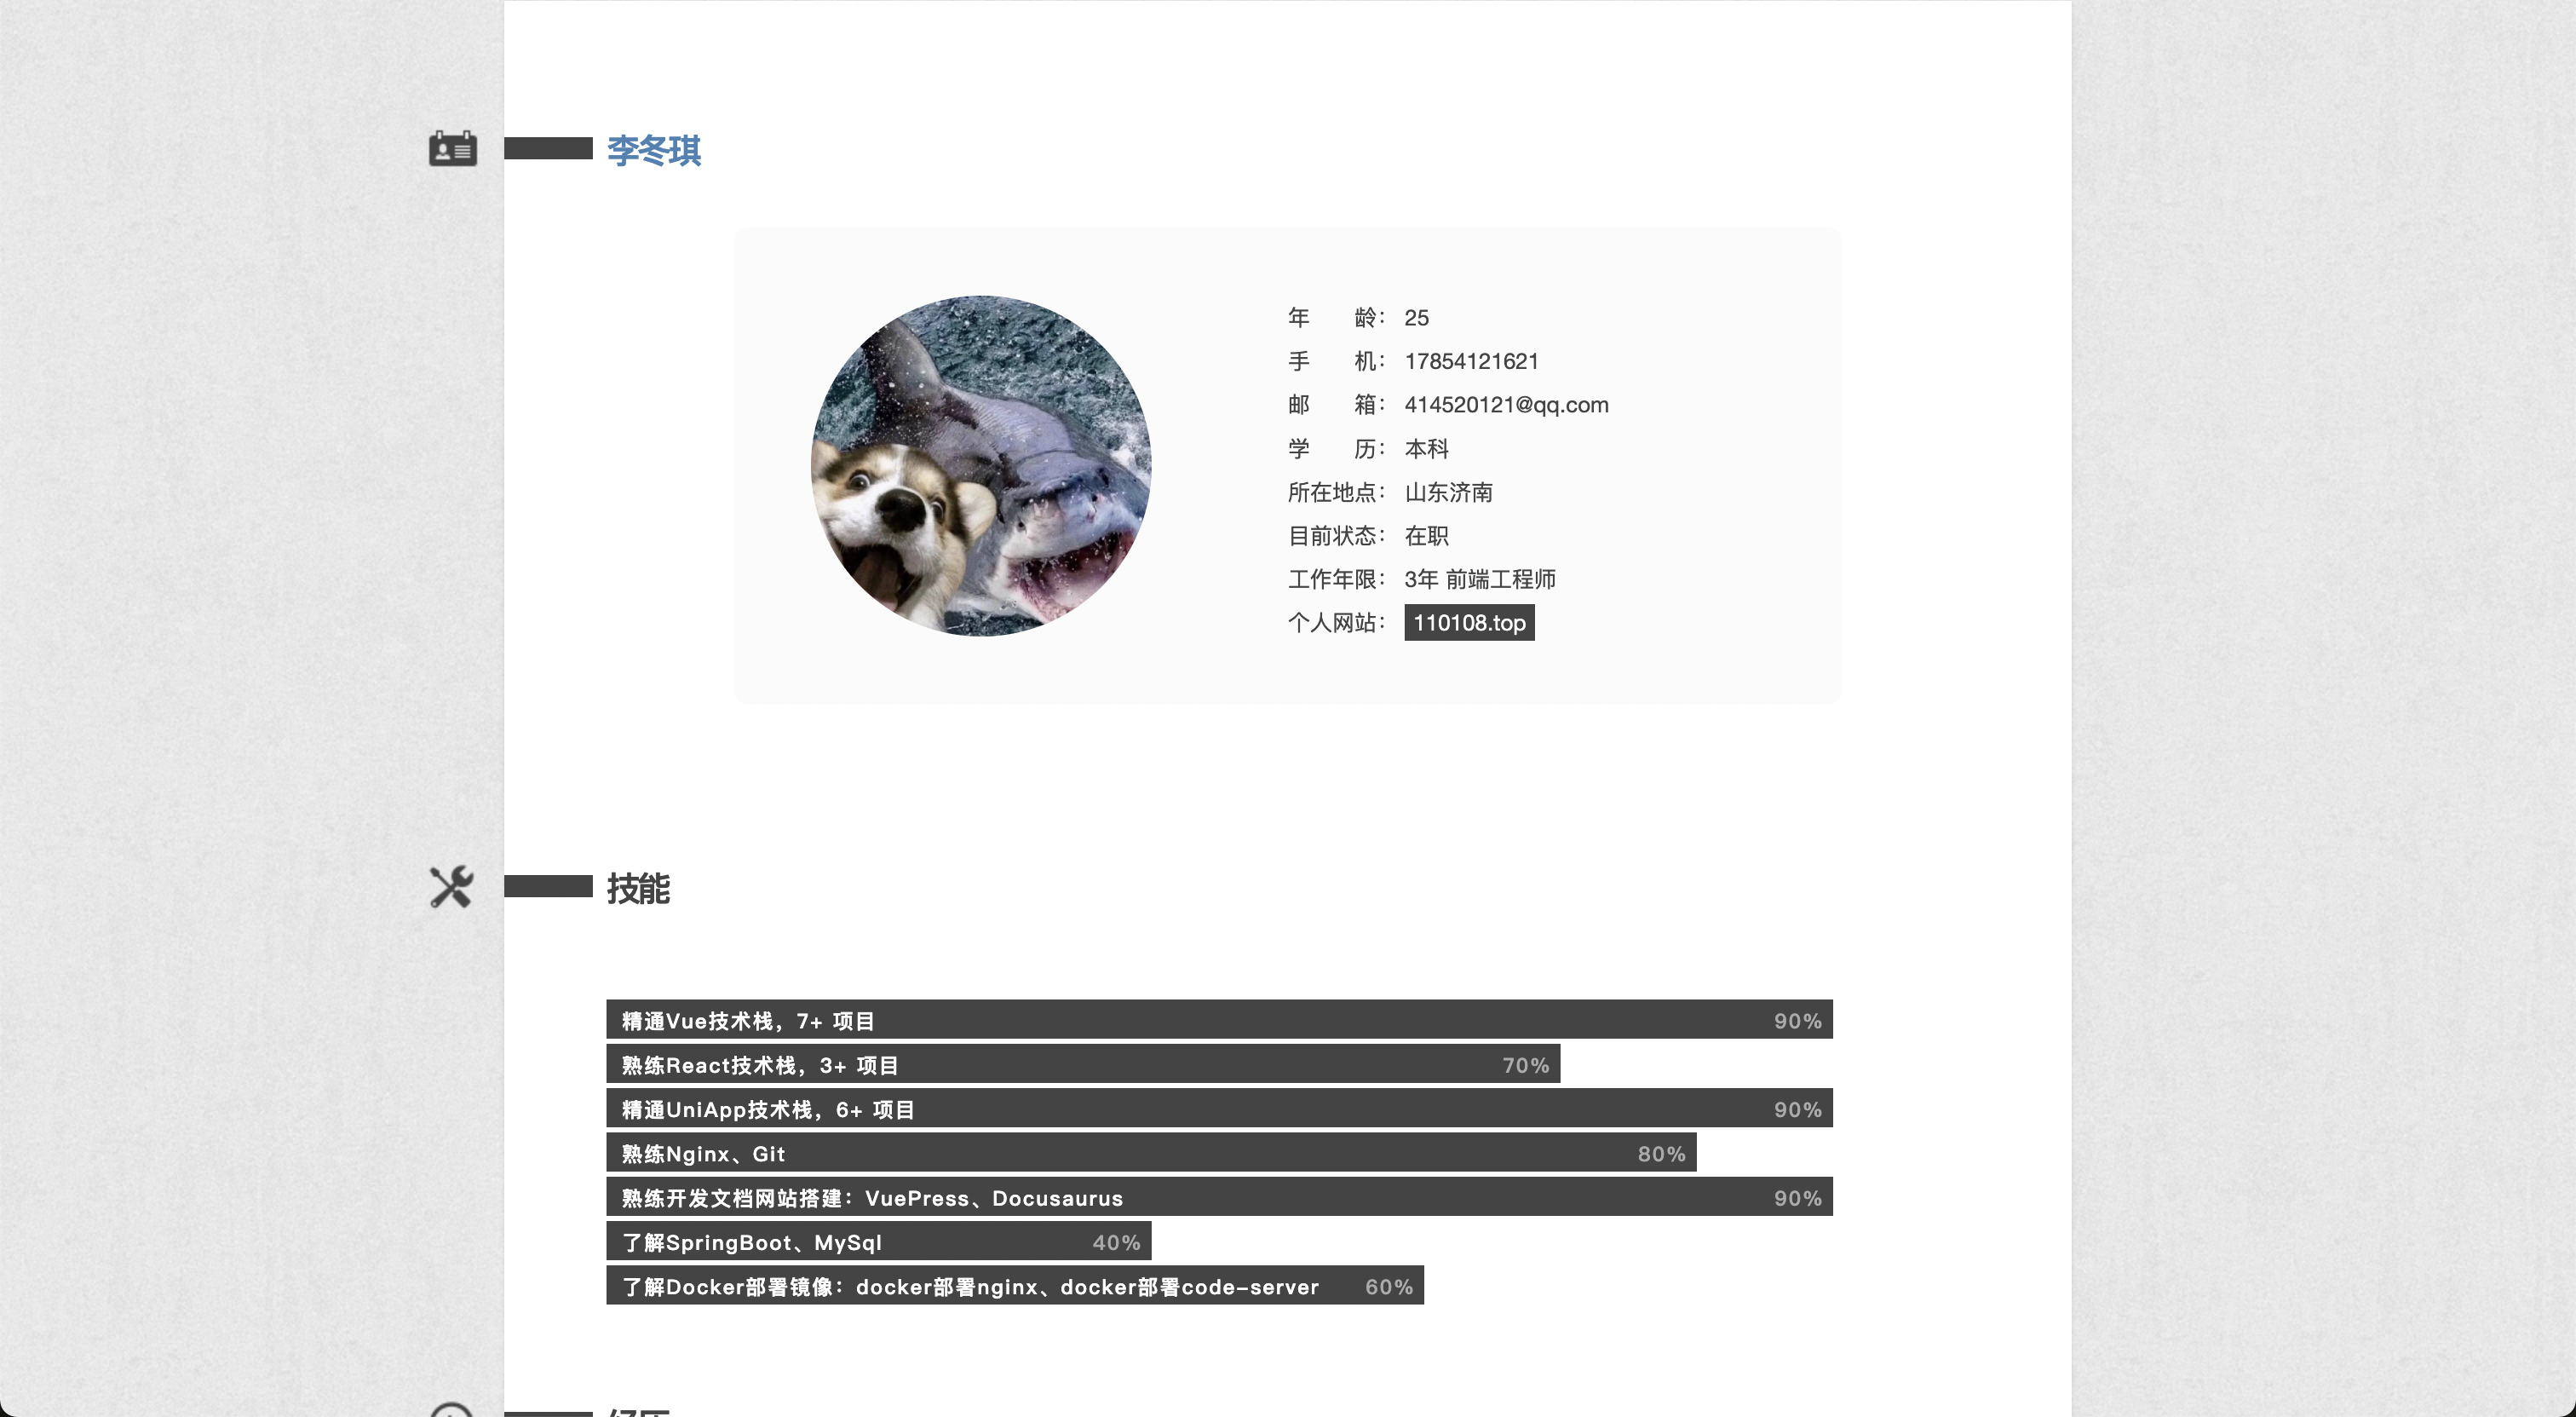 李冬琪
年 龄： 25
手 机： 17854121621
邮 箱： 414520121@qq.com
学 历： 本科
所在地点： 山东济南
目前状态： 在职
工作年限： 3年 前端工程师
个人网站： 110108.top
技能
精通Vue技术栈，7+ 项目 90%
熟练React技术栈，3+ 项目 70%
精通UniApp技术栈，6+ 项目 90%
熟练Nginx、Git 80%
熟练开发文档网站搭建：VuePress、Docusaurus 90%
了解SpringBoot、MySql 40%
了解Docker部署镜像：docker部署nginx、docker部署code-server 60%